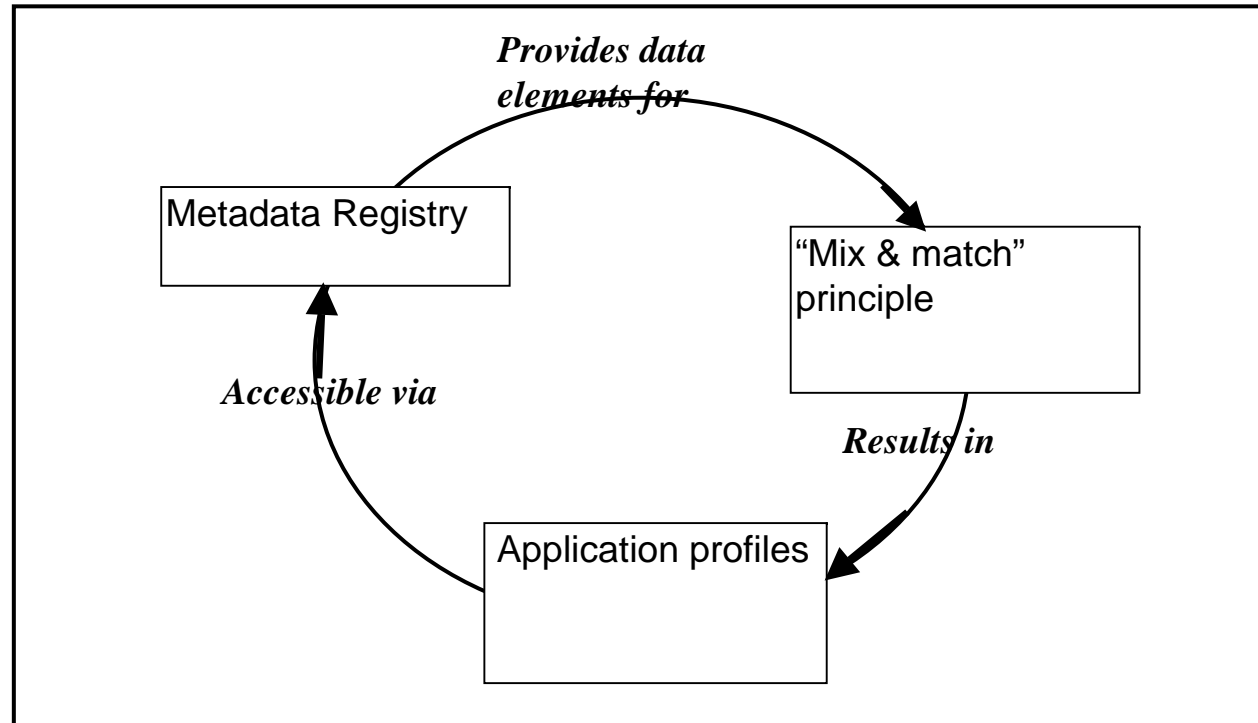 Provides data
elements for
Metadata Registry
“Mix & match”
principle
Accessible via
Results in
Application profiles